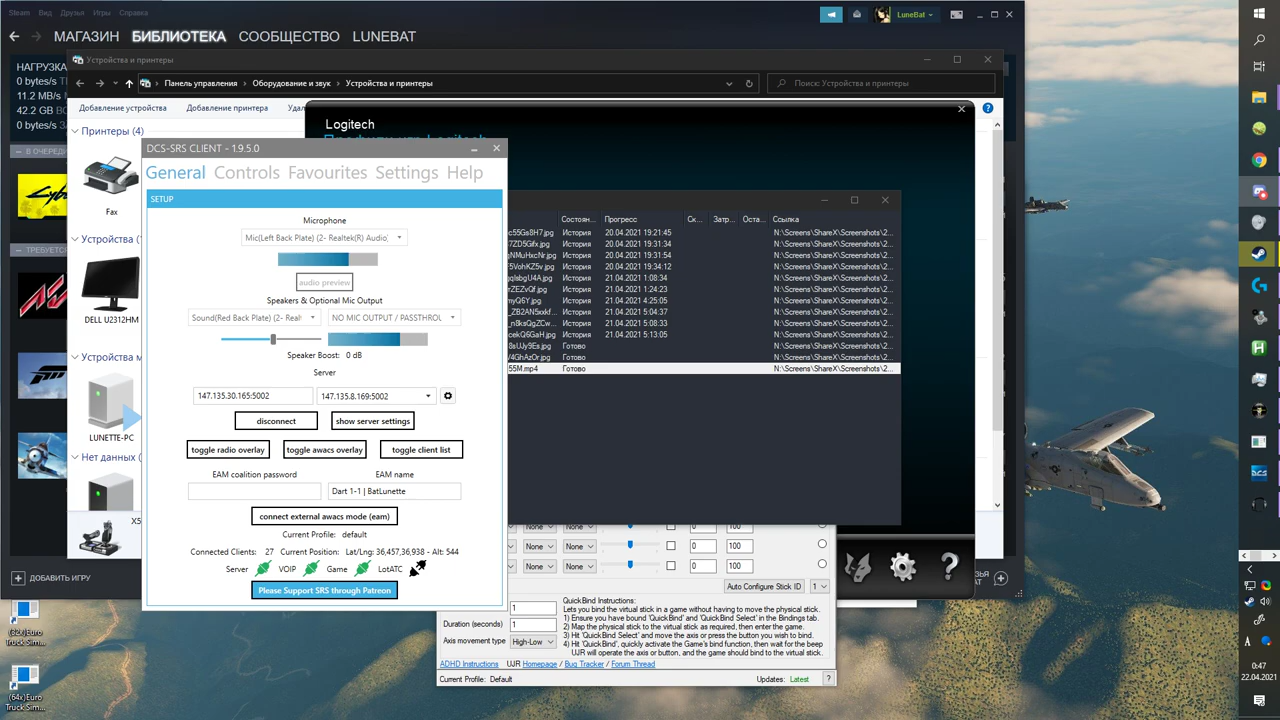 Steam Вид Друзья Игры Справка
LuneBat
МАГАЗИН БИБЛИОТЕКА СООБЩЕСТВО LUNEBAT
НАГРУЗКА
0 bytes/s
11.2 MB/s
42.2 GB
0 bytes/s
В ОЧЕРЕДИ
ТРЕБУЕТСЯ
ДОБАВИТЬ ИГРУ
Устройства и принтеры
Панель управления Оборудование и звук Устройства и принтеры
Поиск: Устройства и принтеры
Добавление устройства Добавление принтера
Принтеры (4)
Fax
Устройства
DELL U2312HM
Устройства м
LUNETTE-PC
Нет данных
X5
Logitech
DCS-SRS CLIENT - 1.9.5.0
General Controls Favourites Settings Help
SETUP
Microphone
Mic(Left Back Plate) (2- Realtek(R) Audio)
audio preview
Speakers & Optional Mic Output
Sound(Red Back Plate) (2- Realt
NO MIC OUTPUT / PASSTHROU
Speaker Boost: 0 dB
Server
147.135.30.165:5002
147.135.8.169:5002
disconnect
show server settings
toggle radio overlay
toggle awacs overlay
toggle client list
EAM coalition password
EAM name
Dart 1-1 | BatLunette
connect external awacs mode (eam)
Current Profile: default
Connected Clients: 27 Current Position: Lat/Lng: 36,457,36,938 - Alt: 544
Server VOIP Game LotATC
Please Support SRS through Patreon
Состоян... Прогресс Ск... Затр... Оста... Ссылка
История 20.04.2021 19:21:45 N:\Screens\ShareX\Screenshots\2...
История 20.04.2021 19:31:34 N:\Screens\ShareX\Screenshots\2...
История 20.04.2021 19:31:54 N:\Screens\ShareX\Screenshots\2...
История 20.04.2021 19:34:12 N:\Screens\ShareX\Screenshots\2...
История 21.04.2021 1:08:34 N:\Screens\ShareX\Screenshots\2...
История 21.04.2021 1:24:23 N:\Screens\ShareX\Screenshots\2...
История 21.04.2021 4:25:05 N:\Screens\ShareX\Screenshots\2...
История 21.04.2021 5:04:37 N:\Screens\ShareX\Screenshots\2...
История 21.04.2021 5:08:33 N:\Screens\ShareX\Screenshots\2...
История 21.04.2021 5:13:05 N:\Screens\ShareX\Screenshots\2...
Готово N:\Screens\ShareX\Screenshots\2...
Готово N:\Screens\ShareX\Screenshots\2...
55M.mp4 Готово N:\Screens\ShareX\Screenshots\2...
None None 0 100
None None 0 100
None None 0 100
Auto Configure Stick ID 1
1
Duration (seconds) 1
Axis movement type High-Low
QuickBind Instructions:
Lets you bind the virtual stick in a game without having to move the physical stick.
1) Ensure you have bound 'QuickBind' and 'QuickBind Select' in the Bindings tab.
2) Map the physical stick to the virtual stick as required, then enter the game.
3) Hit 'QuickBind Select' and move the axis or press the button you wish to bind.
4) Hit 'QuickBind', quickly activate the Game's bind function, then wait for the beep
UJR will operate the axis or button, and the game should bind to the virtual stick.
ADHD Instructions UJR Homepage / Bug Tracker / Forum Thread
Current Profile: Default
Updates: Latest ?
(32x)Euro
Truck Sim...
(64x)Euro
Truck Sim...
0:47
22.04.2021